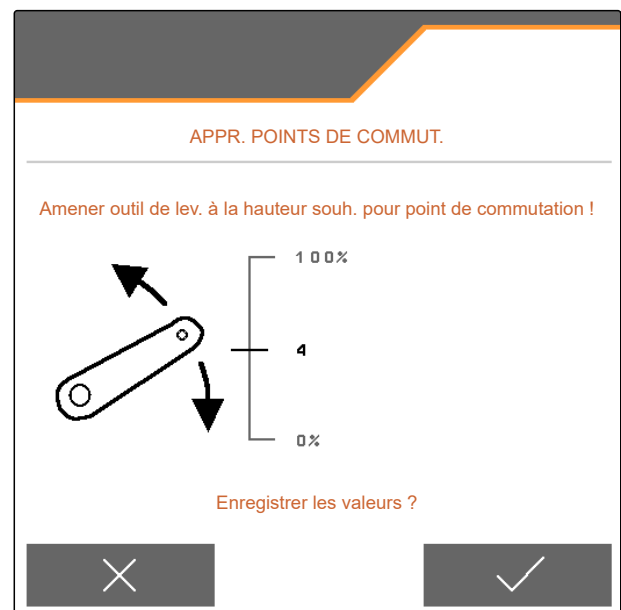 APPR. POINTS DE COMMUT.
Amener outil de lev. à la hauteur souh. pour point de commutation !
100%
4
0%
Enregistrer les valeurs ?